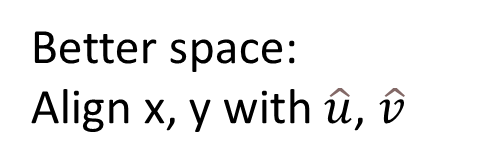 Better space:
Align x, y with û, v̂